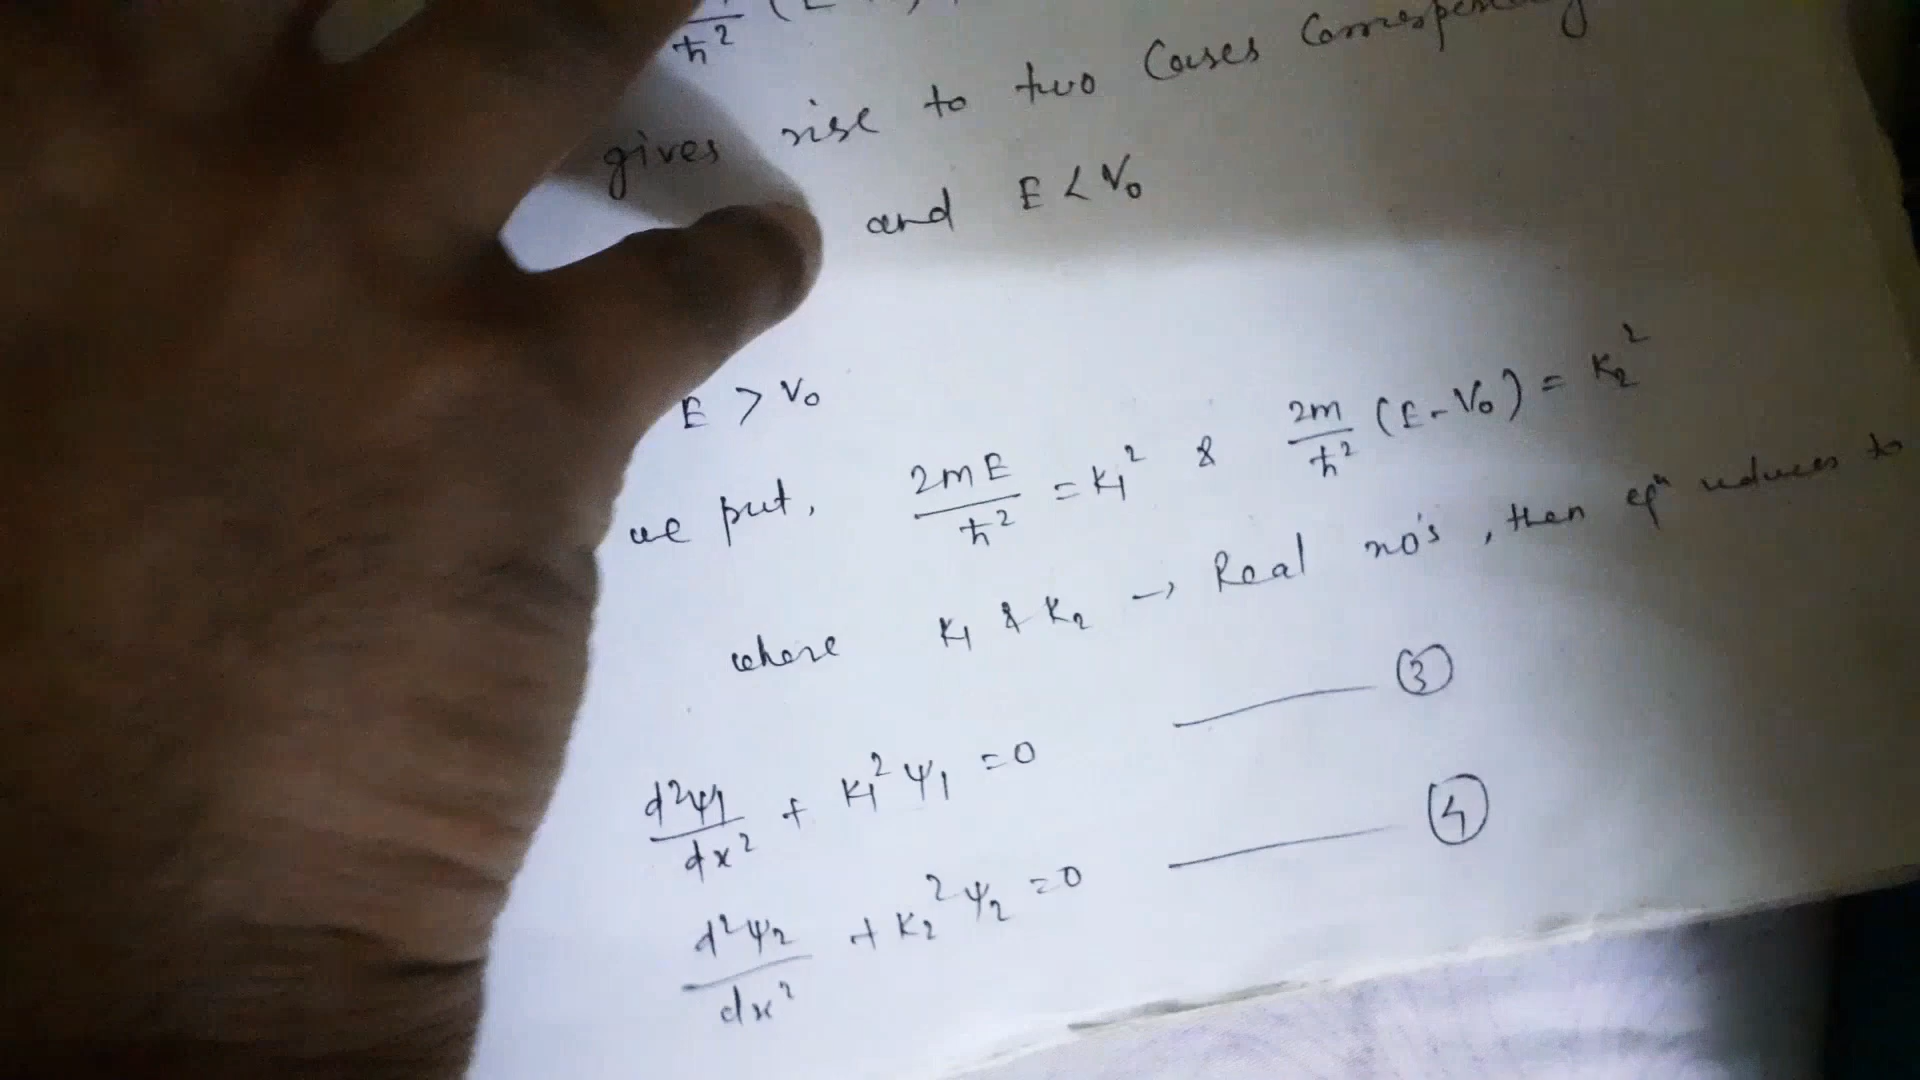 ħ² (
gives rise to two Cases
and E < V₀
E > V₀
we put, 2mE/ħ² = K₁² & 2m/ħ² (E - V₀) = K₂²
where K₁ & K₂ → Real no's, then eqⁿ reduces to
d²ψ₁/dx² + K₁² ψ₁ = 0 ——— ③
d²ψ₂/dx² + K₂² ψ₂ = 0 ——— ④